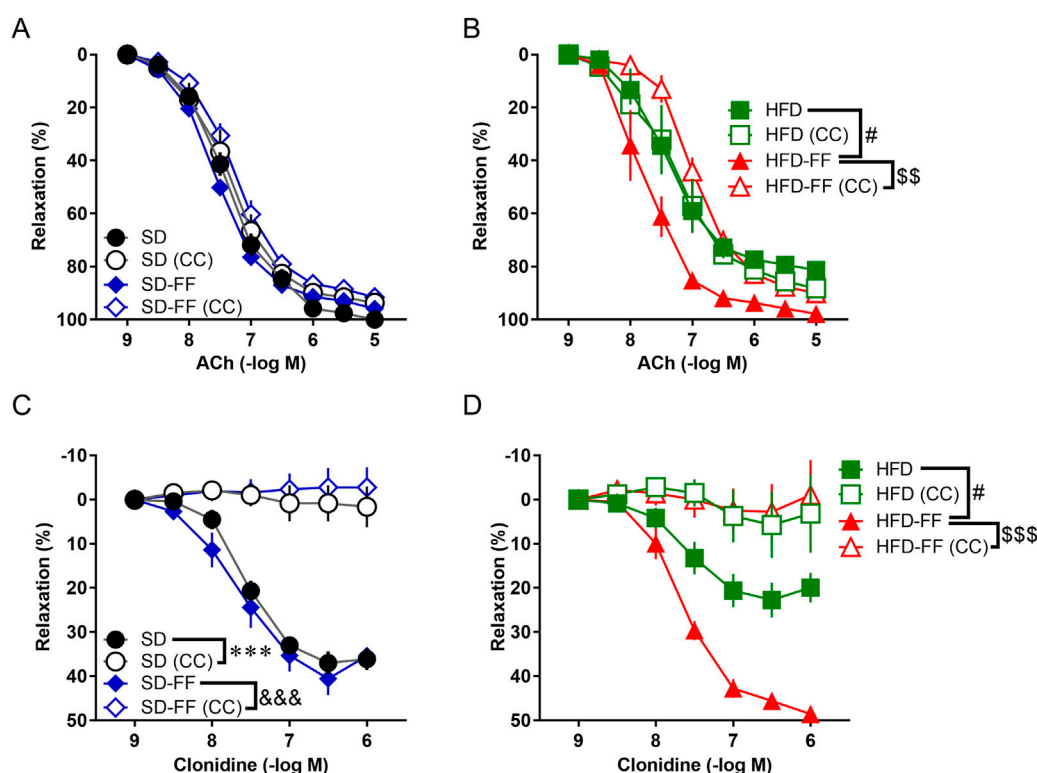 A
0
20
40
60
80
100
Relaxation (%)
SD
SD (CC)
SD-FF
SD-FF (CC)
9 8 7 6 5
ACh (-log M)
B
0
20
40
60
80
100
Relaxation (%)
HFD
HFD (CC)
HFD-FF
HFD-FF (CC)
#
$$
9 8 7 6 5
ACh (-log M)
C
-10
0
10
20
30
40
50
Relaxation (%)
SD
SD (CC)
SD-FF
SD-FF (CC)
***
&&&
9 8 7 6
Clonidine (-log M)
D
-10
0
10
20
30
40
50
Relaxation (%)
HFD
HFD (CC)
HFD-FF
HFD-FF (CC)
#
$$$
9 8 7 6
Clonidine (-log M)